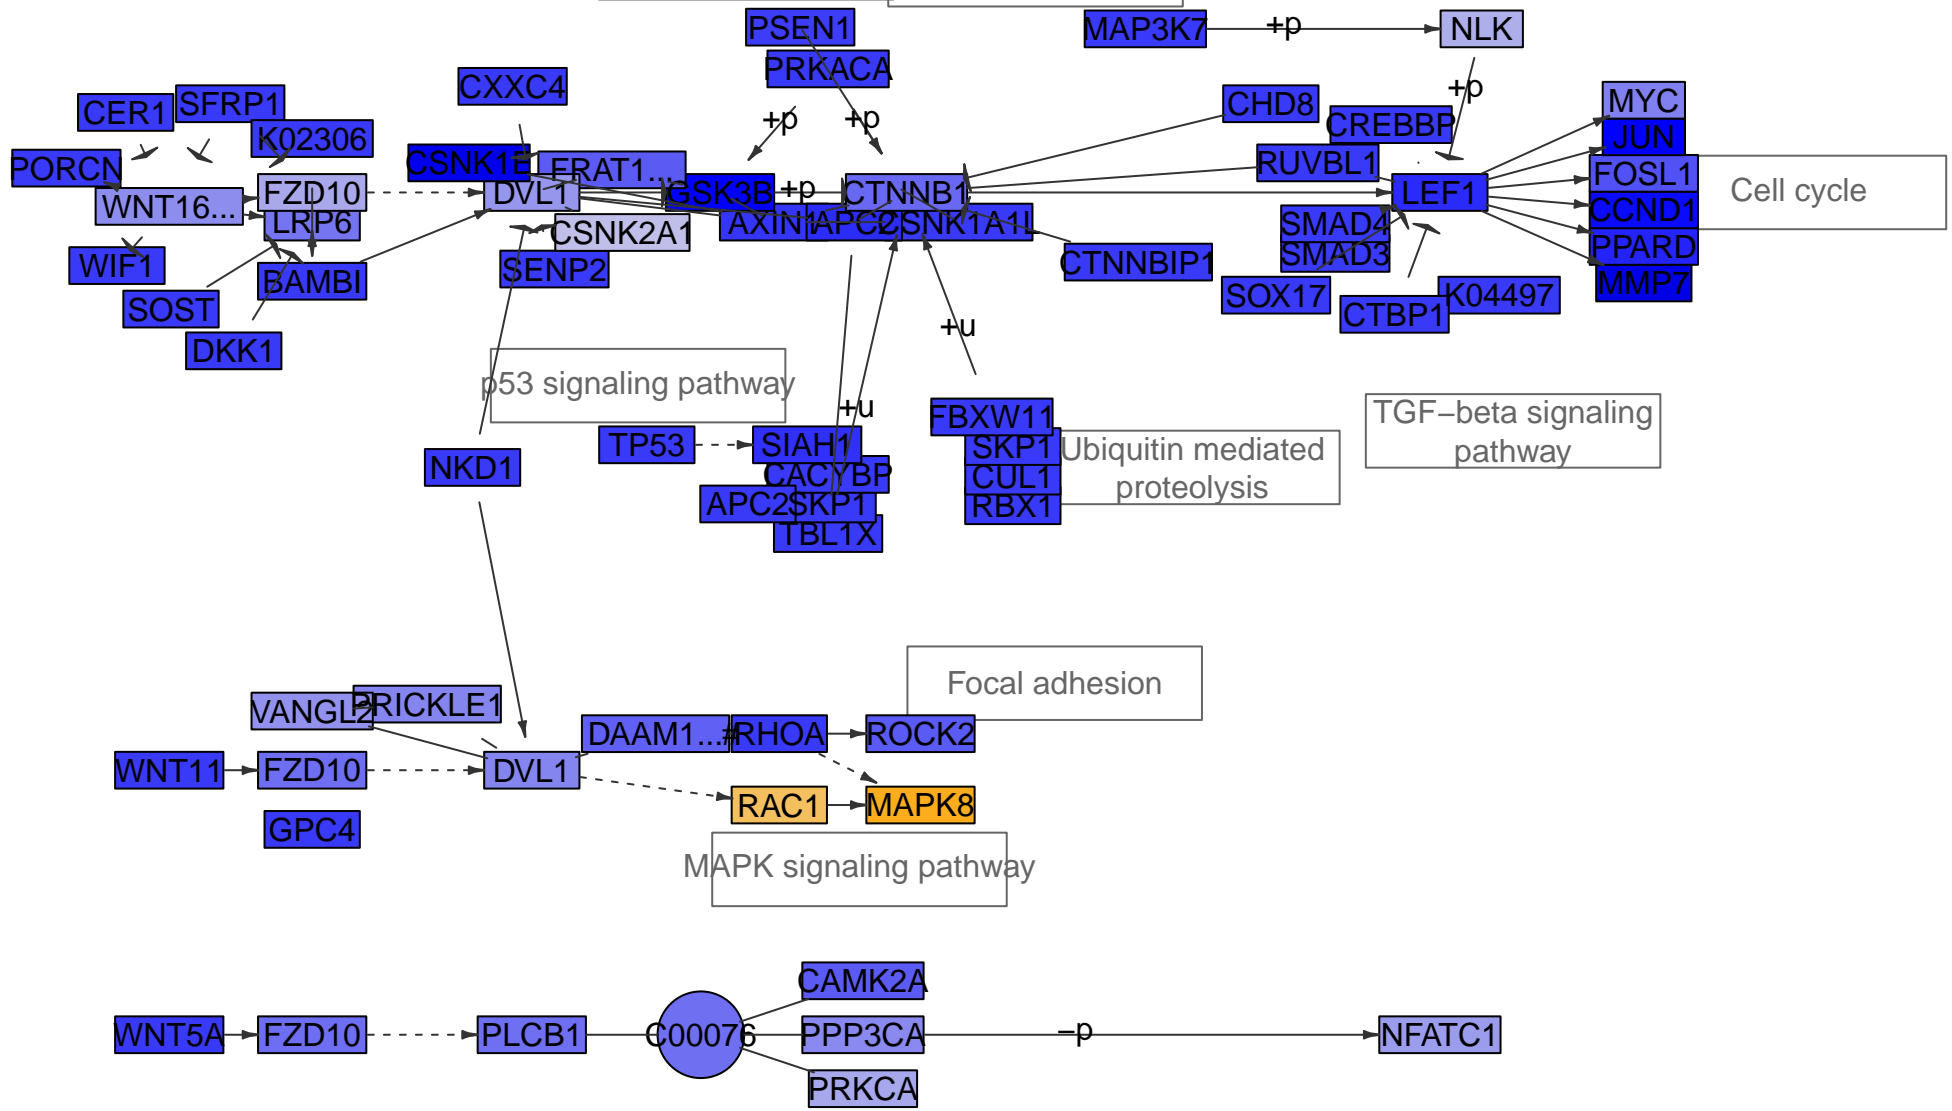 PSEN1
MAP3K7
+p
NLK
PRKACA
CXXC4
CER1
SFRP1
K02306
PORCN
+p
+p
CHD8
CREBBP
+p
MYC
JUN
FOSL1
CCND1
PPARD
MMP7
Cell cycle
CSNK1E
FRAT1...
RUVBL1
WNT16...
FZD10
LRP6
DVL1
GSK3B
+p
CTNNB1
LEF1
AXIN1
APC2
CSNK1A1L
CSNK2A1
SENP2
WIF1
BAMBI
SOST
DKK1
CTNNBIP1
SMAD4
SMAD3
SOX17
CTBP1
K04497
+u
p53 signaling pathway
+u
TP53
SIAH1
CACYBP
APC2
SKP1
TBL1X
NKD1
FBXW11
SKP1
CUL1
RBX1
Ubiquitin mediated
proteolysis
TGF−beta signaling
pathway
Focal adhesion
VANGL2
PRICKLE1
DAAM1...#
RHOA
ROCK2
WNT11
FZD10
DVL1
RAC1
MAPK8
GPC4
MAPK signaling pathway
CAMK2A
WNT5A
FZD10
PLCB1
C00076
PPP3CA
−p
NFATC1
PRKCA